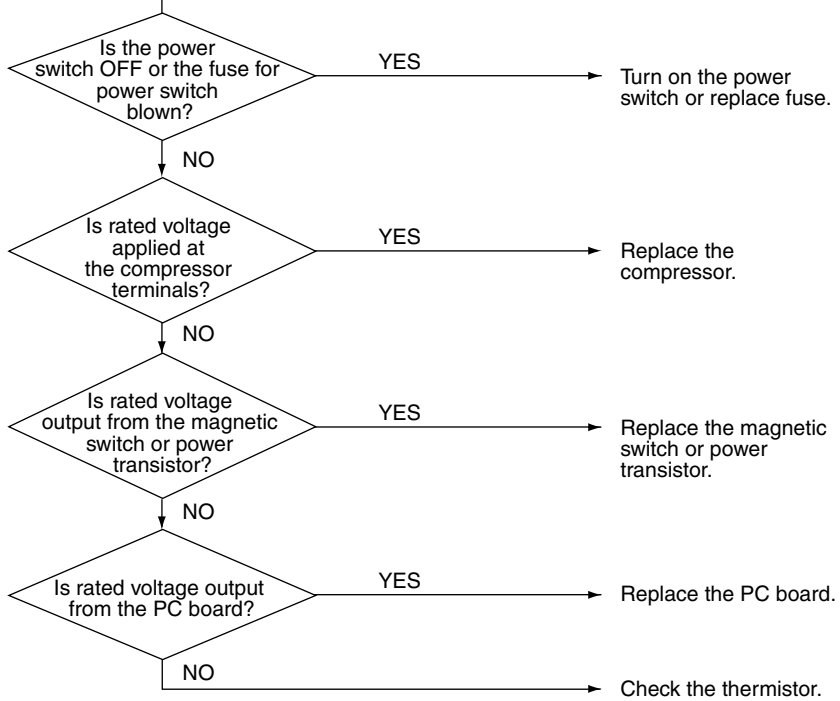 Is the power
switch OFF or the fuse for
power switch
blown?
YES
Turn on the power
switch or replace fuse.
NO
Is rated voltage
applied at
the compressor
terminals?
YES
Replace the
compressor.
NO
Is rated voltage
output from the magnetic
switch or power
transistor?
YES
Replace the magnetic
switch or power
transistor.
NO
Is rated voltage output
from the PC board?
YES
Replace the PC board.
NO
Check the thermistor.